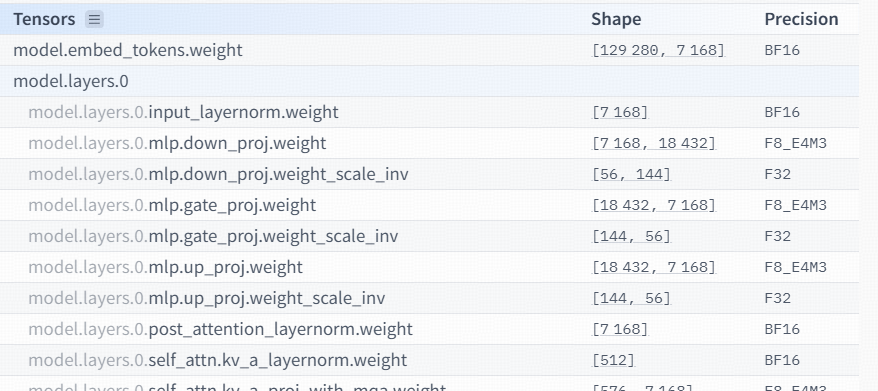 Tensors Shape Precision
model.embed_tokens.weight [129 280, 7 168] BF16
model.layers.0
model.layers.0.input_layernorm.weight [7 168] BF16
model.layers.0.mlp.down_proj.weight [7 168, 18 432] F8_E4M3
model.layers.0.mlp.down_proj.weight_scale_inv [56, 144] F32
model.layers.0.mlp.gate_proj.weight [18 432, 7 168] F8_E4M3
model.layers.0.mlp.gate_proj.weight_scale_inv [144, 56] F32
model.layers.0.mlp.up_proj.weight [18 432, 7 168] F8_E4M3
model.layers.0.mlp.up_proj.weight_scale_inv [144, 56] F32
model.layers.0.post_attention_layernorm.weight [7 168] BF16
model.layers.0.self_attn.kv_a_layernorm.weight [512] BF16
model.layers.0.self_attn.kv_a_proj_with_mqa.weight [576, 7 168] F8_E4M3